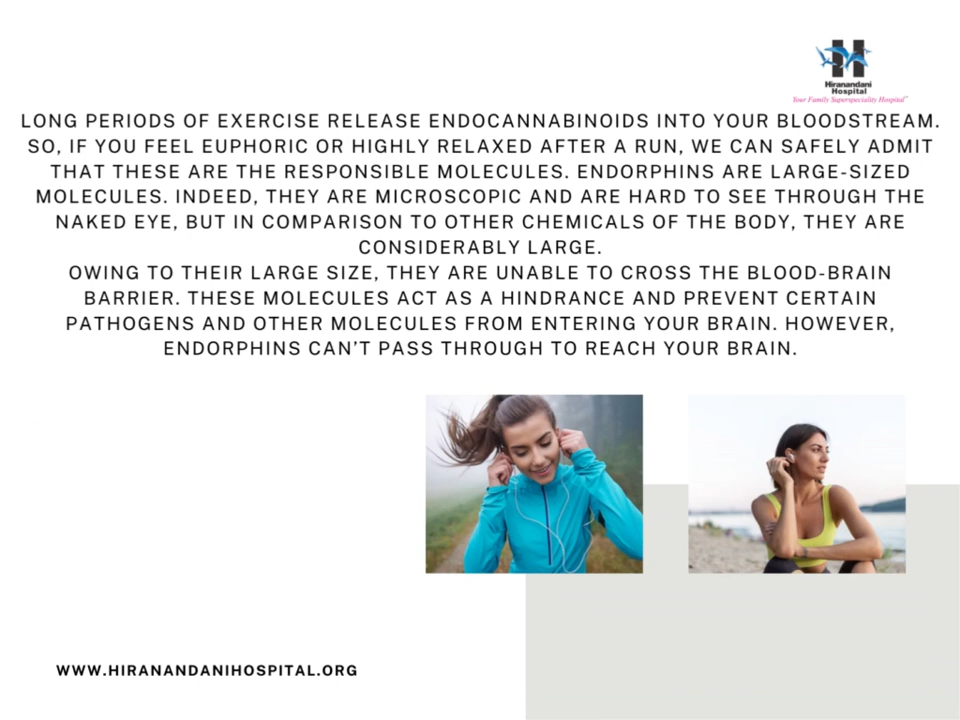 H
Hiranandani
Hospital
Your Family Superspeciality Hospital™
LONG PERIODS OF EXERCISE RELEASE ENDOCANNABINOIDS INTO YOUR BLOODSTREAM.
SO, IF YOU FEEL EUPHORIC OR HIGHLY RELAXED AFTER A RUN, WE CAN SAFELY ADMIT
THAT THESE ARE THE RESPONSIBLE MOLECULES. ENDORPHINS ARE LARGE-SIZED
MOLECULES. INDEED, THEY ARE MICROSCOPIC AND ARE HARD TO SEE THROUGH THE
NAKED EYE, BUT IN COMPARISON TO OTHER CHEMICALS OF THE BODY, THEY ARE
CONSIDERABLY LARGE.
OWING TO THEIR LARGE SIZE, THEY ARE UNABLE TO CROSS THE BLOOD-BRAIN
BARRIER. THESE MOLECULES ACT AS A HINDRANCE AND PREVENT CERTAIN
PATHOGENS AND OTHER MOLECULES FROM ENTERING YOUR BRAIN. HOWEVER,
ENDORPHINS CAN’T PASS THROUGH TO REACH YOUR BRAIN.
WWW.HIRANANDANIHOSPITAL.ORG